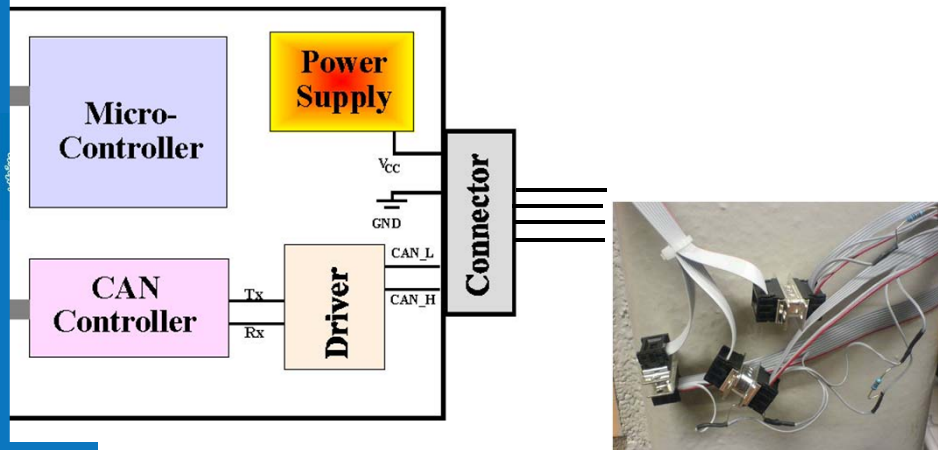 Micro-
Controller
Power
Supply
VCC
GND
Connector
CAN
Controller
Tx
Rx
Driver
CAN_L
CAN_H